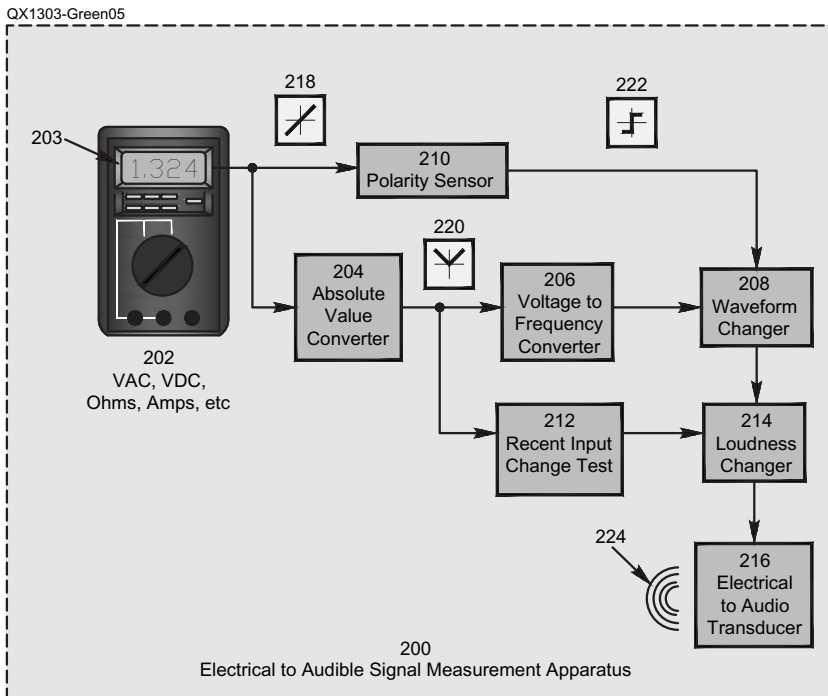 QX1303-Green05
218
222
203
1.324
210
Polarity Sensor
220
204
Absolute
Value
Converter
206
Voltage to
Frequency
Converter
208
Waveform
Changer
202
VAC, VDC,
Ohms, Amps, etc
212
Recent Input
Change Test
214
Loudness
Changer
224
216
Electrical
to Audio
Transducer
200
Electrical to Audible Signal Measurement Apparatus